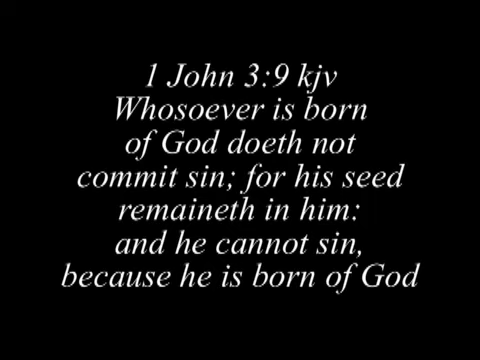 1 John 3:9 kjv
Whosoever is born
of God doeth not
commit sin; for his seed
remaineth in him:
and he cannot sin,
because he is born of God